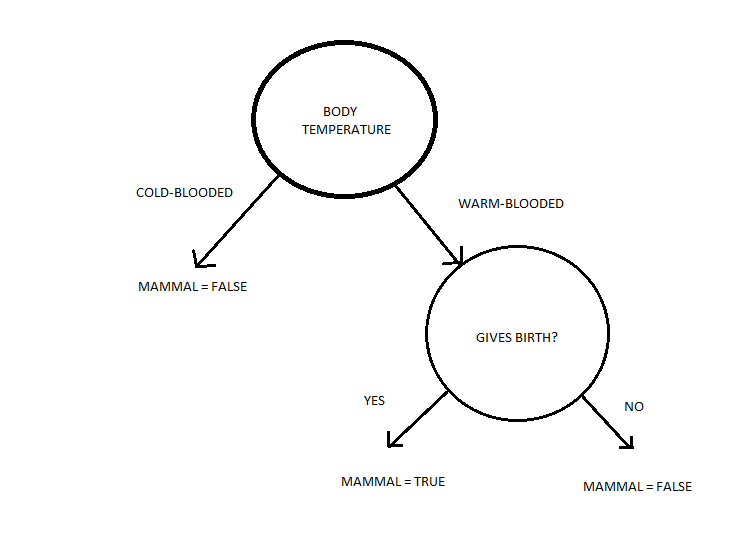 BODY
TEMPERATURE
COLD-BLOODED
WARM-BLOODED
MAMMAL = FALSE
GIVES BIRTH?
YES
NO
MAMMAL = TRUE
MAMMAL = FALSE